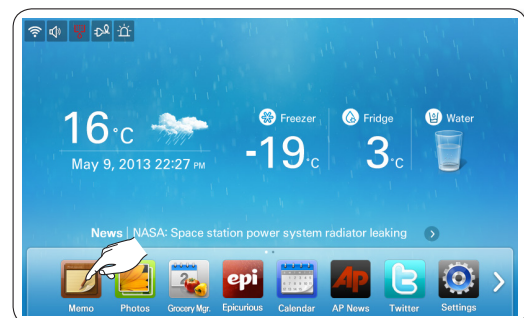 16°C
May 9, 2013 22:27 PM
Freezer
-19°C
Fridge
3°C
Water
News | NASA: Space station power system radiator leaking
epi
AP
Memo
Photos
Grocery Mgr.
Epicurious
Calendar
AP News
Twitter
Settings